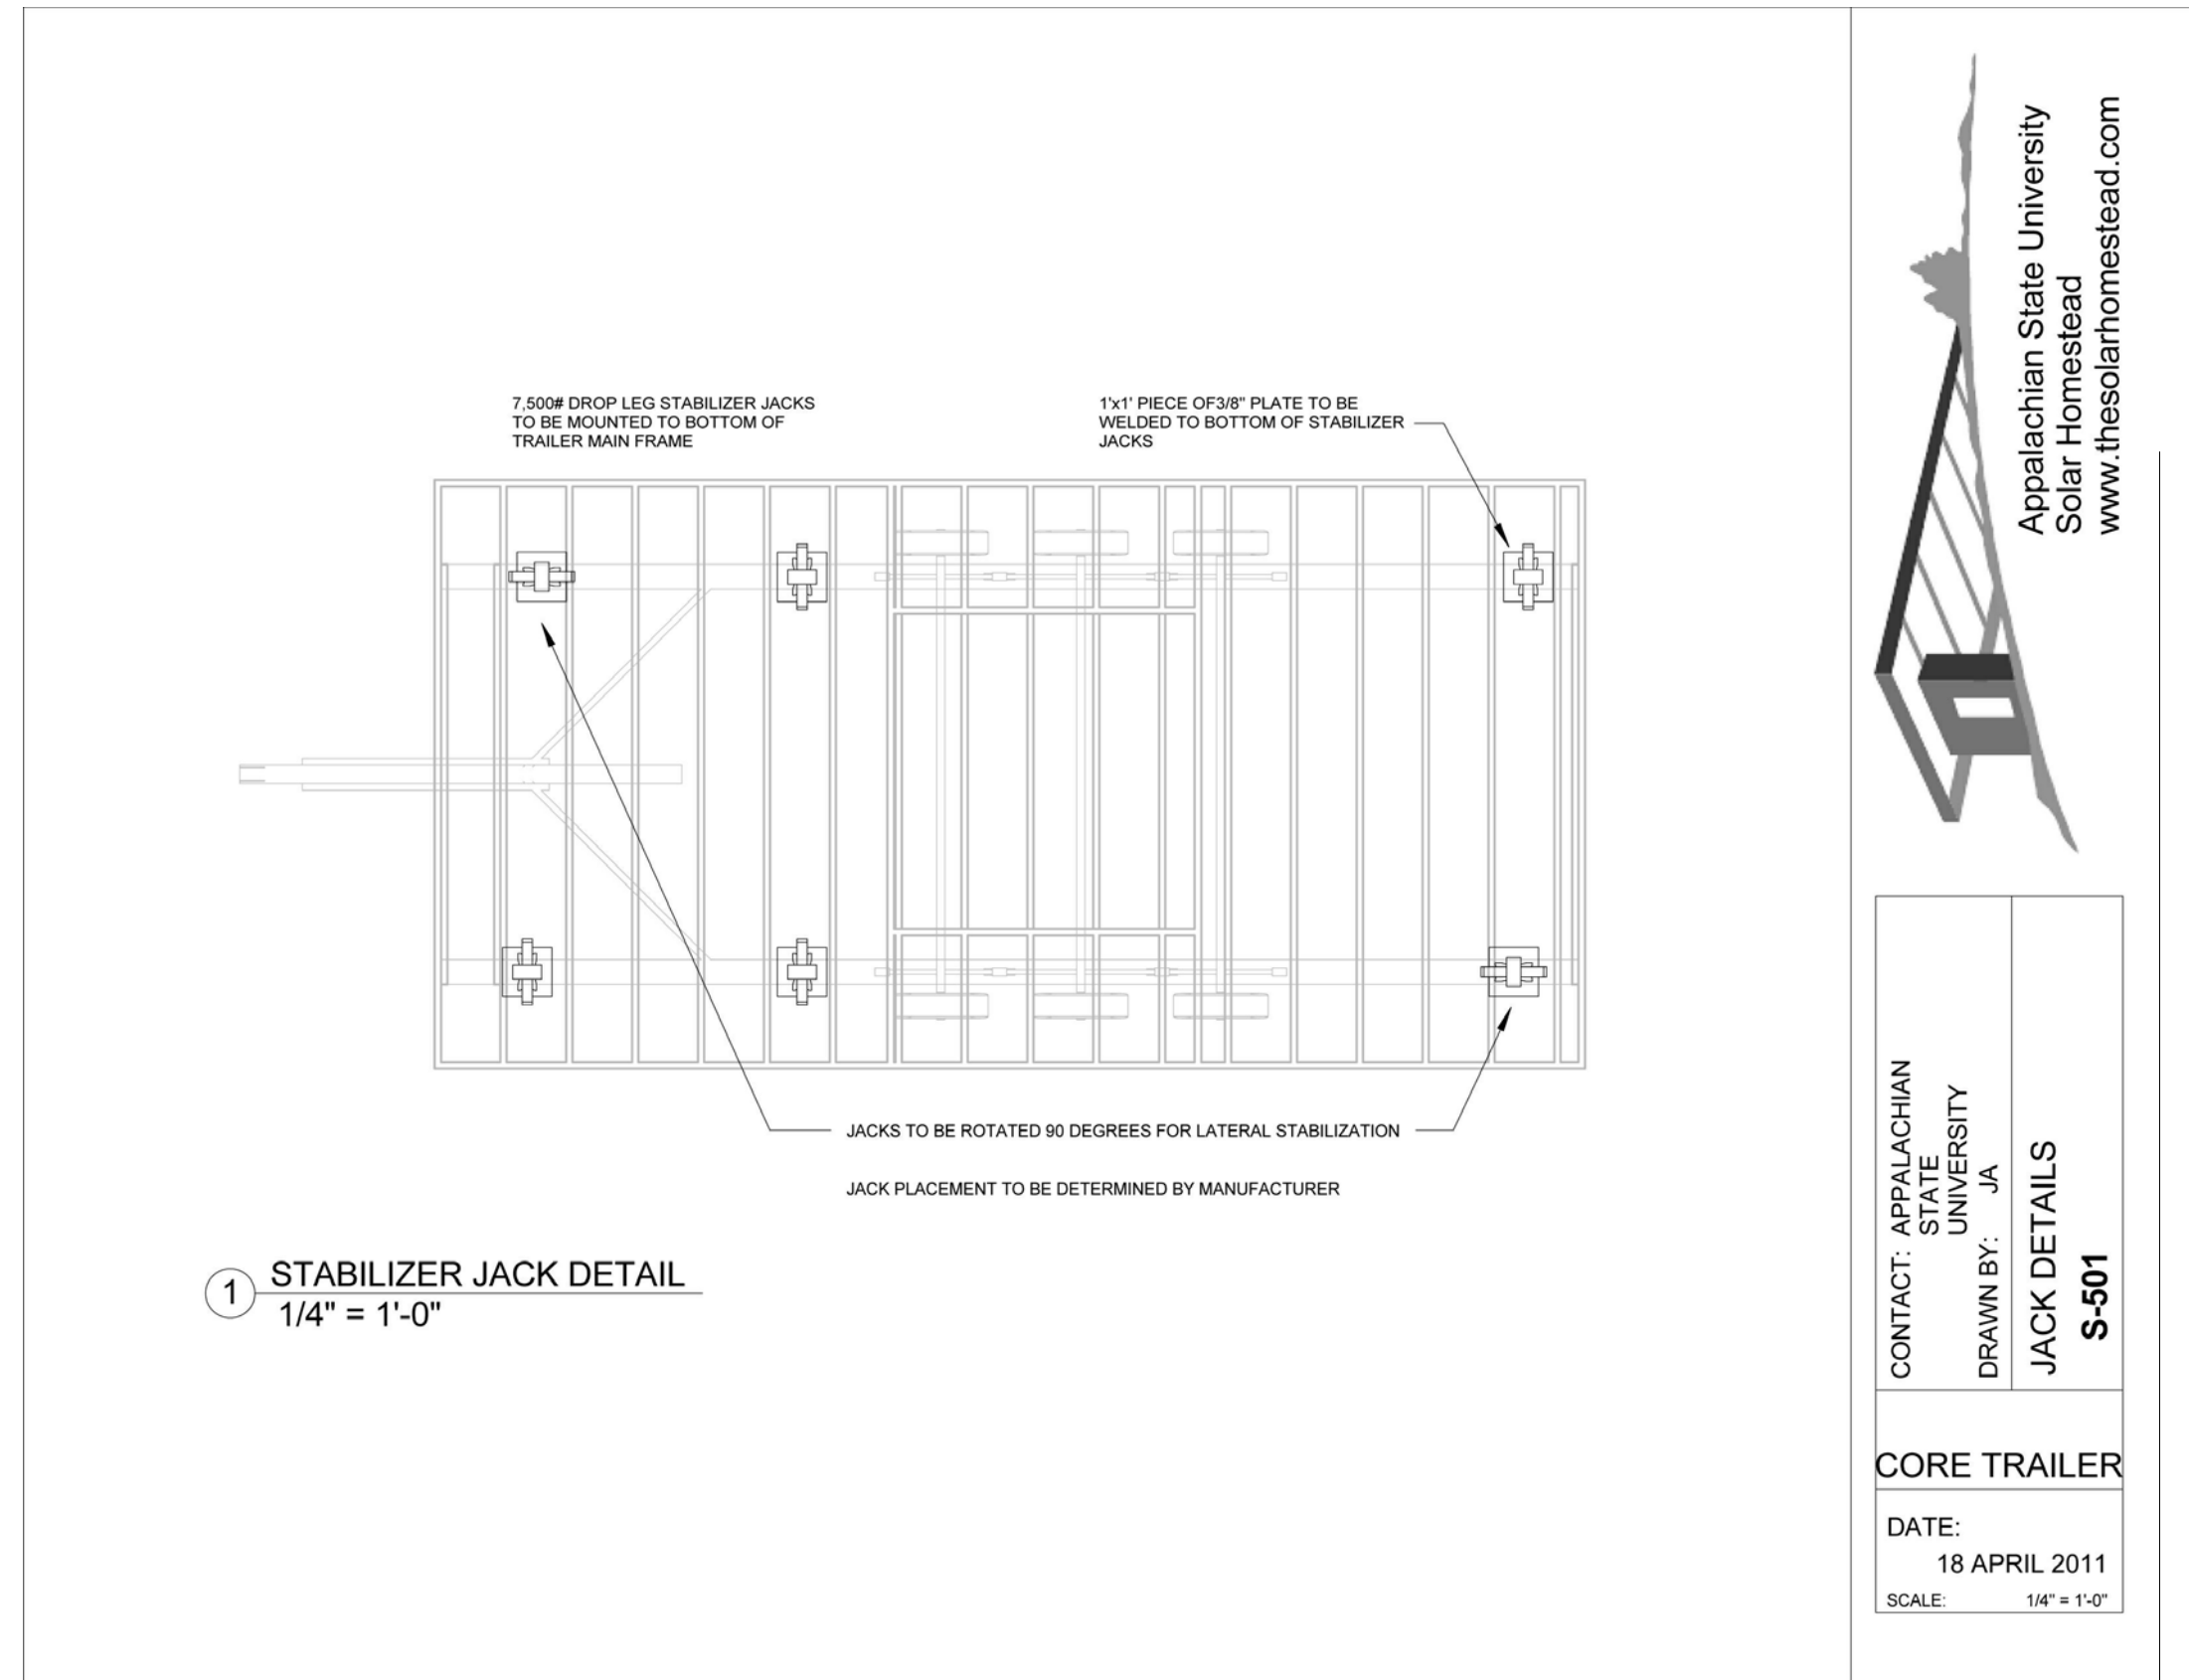 7,500# DROP LEG STABILIZER JACKS
TO BE MOUNTED TO BOTTOM OF
TRAILER MAIN FRAME
1'x1' PIECE OF3/8" PLATE TO BE
WELDED TO BOTTOM OF STABILIZER
JACKS
JACKS TO BE ROTATED 90 DEGREES FOR LATERAL STABILIZATION
JACK PLACEMENT TO BE DETERMINED BY MANUFACTURER
1
STABILIZER JACK DETAIL
1/4" = 1'-0"
Appalachian State University
Solar Homestead
www.thesolarhomestead.com
CONTACT: APPALACHIAN
STATE
UNIVERSITY
DRAWN BY: JA
JACK DETAILS
S-501
CORE TRAILER
DATE:
18 APRIL 2011
SCALE: 1/4" = 1'-0"